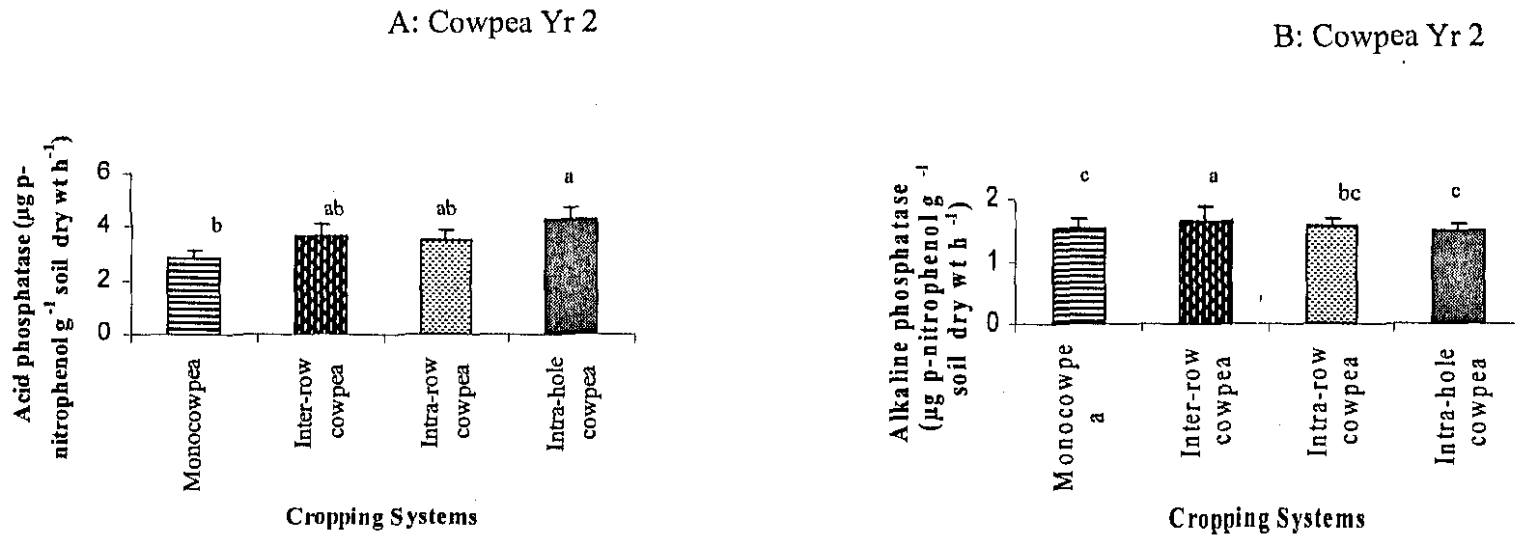 A: Cowpea Yr 2
Acid phosphatase (µg p-
nitrophenol g⁻¹ soil dry wt h⁻¹)
6
4
2
0
b
ab
ab
a
Monocowpea
Inter-row
cowpea
Intra-row
cowpea
Intra-hole
cowpea
Cropping Systems
B: Cowpea Yr 2
Alkaline phosphatase
(µg p-nitrophenol g⁻¹
soil dry wt h⁻¹)
2
1
0
c
a
bc
c
Monocowpe
a
Inter-row
cowpea
Intra-row
cowpea
Intra-hole
cowpea
Cropping Systems